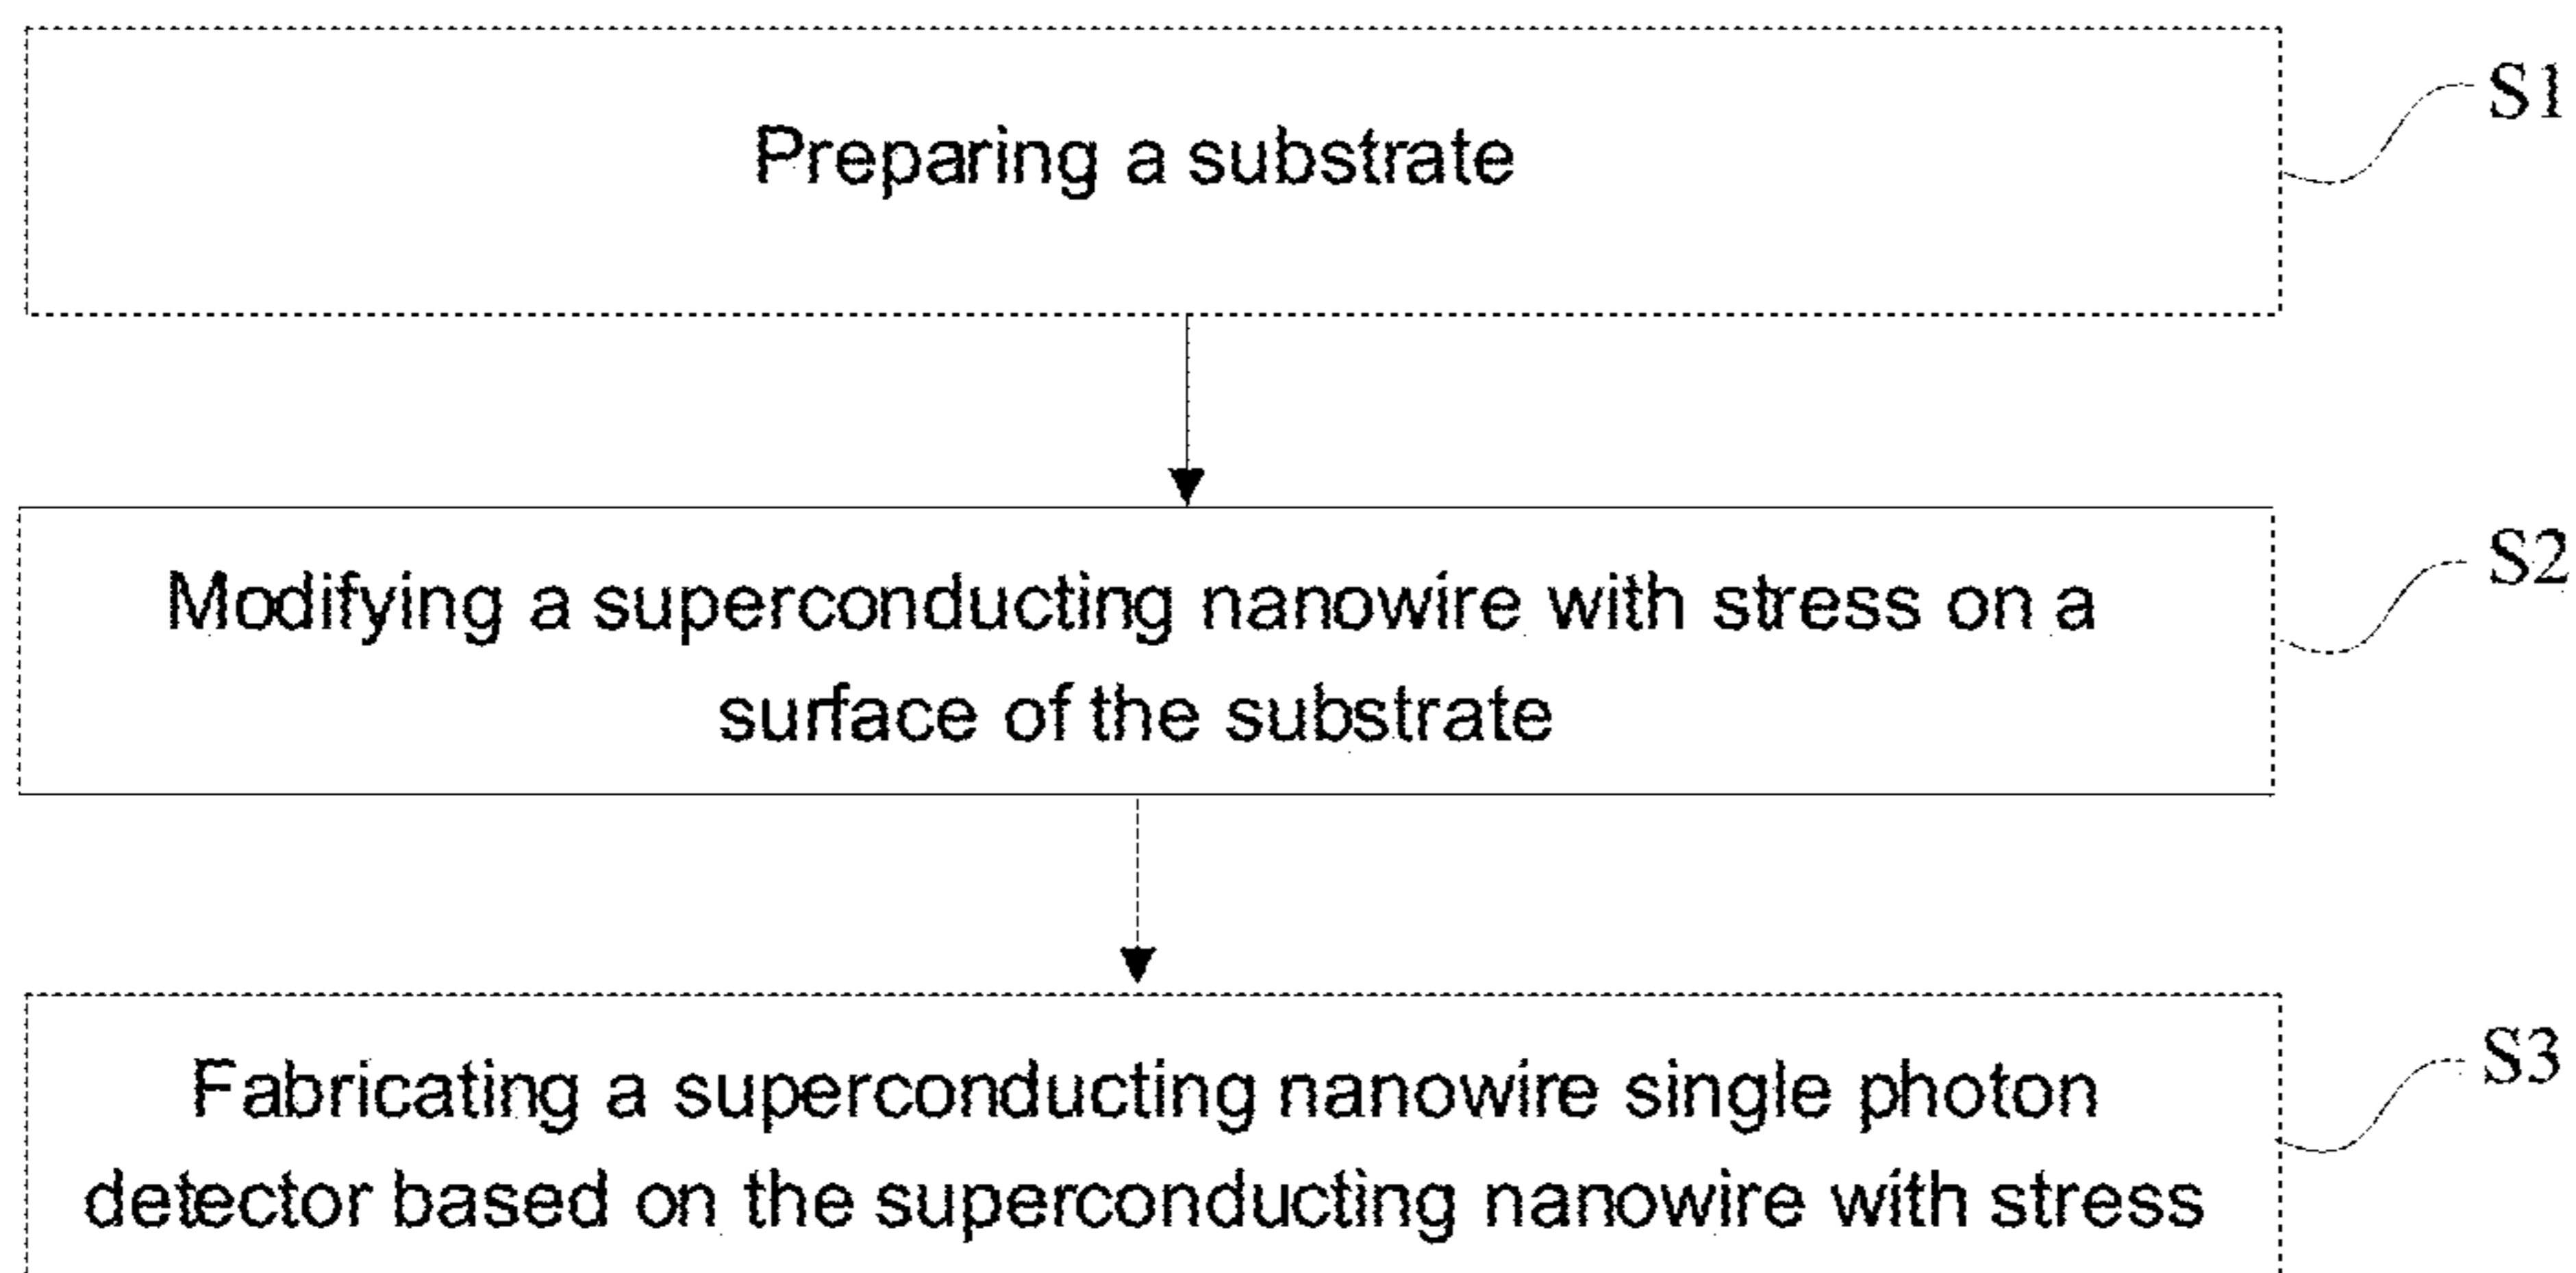 Preparing a substrate
S1
Modifying a superconducting nanowire with stress on a
surface of the substrate
S2
Fabricating a superconducting nanowire single photon
detector based on the superconducting nanowire with stress
S3